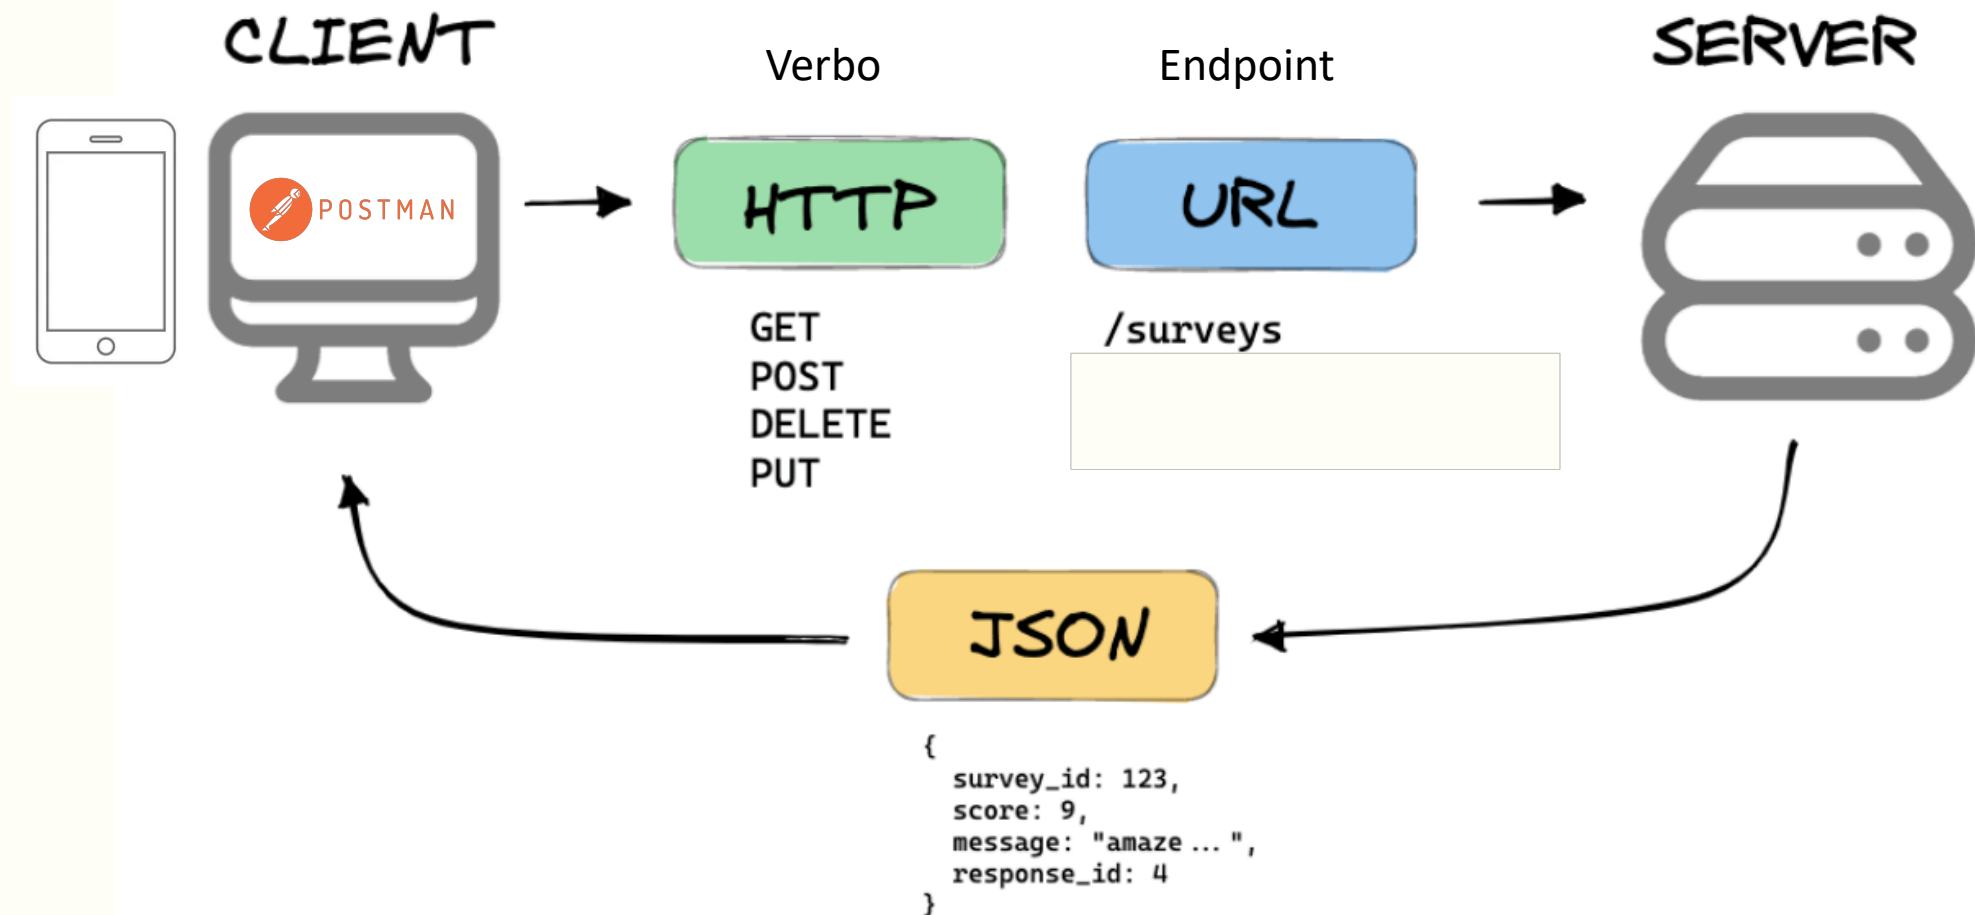 CLIENT
Verbo
Endpoint
SERVER
POSTMAN
HTTP
URL
GET
POST
DELETE
PUT
/surveys
JSON
{
survey_id: 123,
score: 9,
message: "amaze...",
response_id: 4
}